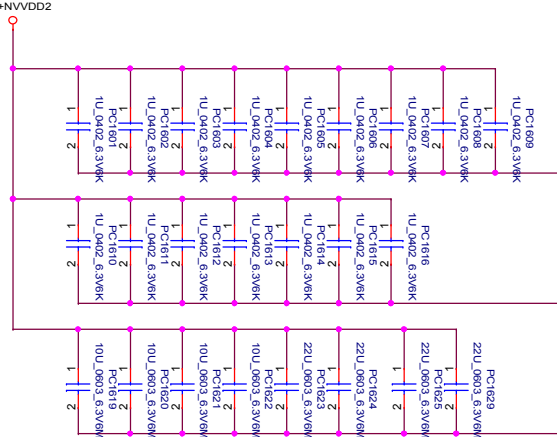 +NVVDD2
PC1601
1U_0402_6.3V6K
1
2
PC1602
1U_0402_6.3V6K
1
2
PC1603
1U_0402_6.3V6K
1
2
PC1604
1U_0402_6.3V6K
1
2
PC1605
1U_0402_6.3V6K
1
2
PC1606
1U_0402_6.3V6K
1
2
PC1607
1U_0402_6.3V6K
1
2
PC1608
1U_0402_6.3V6K
1
2
PC1609
1U_0402_6.3V6K
1
2
PC1610
1U_0402_6.3V6K
1
2
PC1611
1U_0402_6.3V6K
1
2
PC1612
1U_0402_6.3V6K
1
2
PC1613
1U_0402_6.3V6K
1
2
PC1614
1U_0402_6.3V6K
1
2
PC1615
1U_0402_6.3V6K
1
2
PC1616
1U_0402_6.3V6K
1
2
PC1619
10U_0603_6.3V6M
1
2
PC1620
10U_0603_6.3V6M
1
2
PC1621
10U_0603_6.3V6M
1
2
PC1622
10U_0603_6.3V6M
1
2
PC1623
22U_0603_6.3V6M
1
2
PC1624
22U_0603_6.3V6M
1
2
PC1625
22U_0603_6.3V6M
1
2
PC1629
22U_0603_6.3V6M
1
2